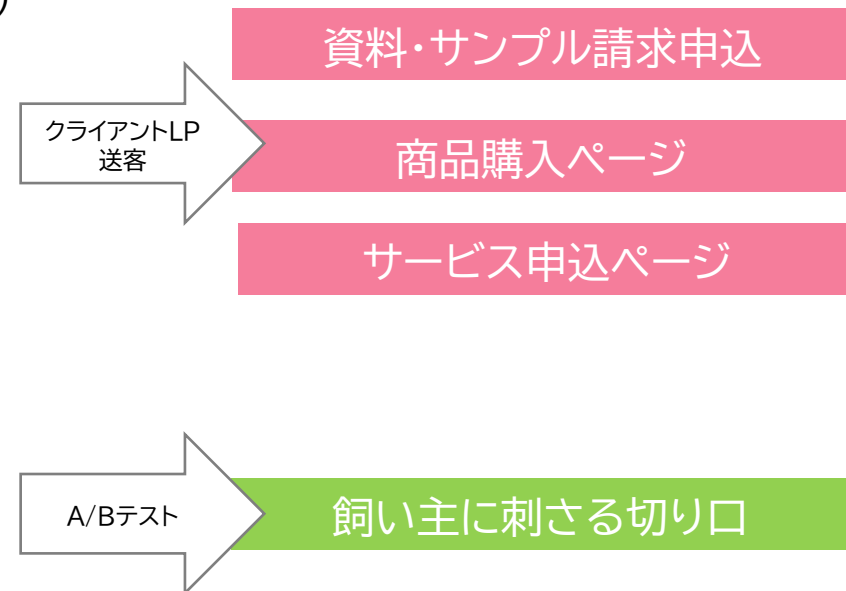 )
資料・サンプル請求申込
クライアントLP
送客
商品購入ページ
サービス申込ページ
A/Bテスト
飼い主に刺さる切り口